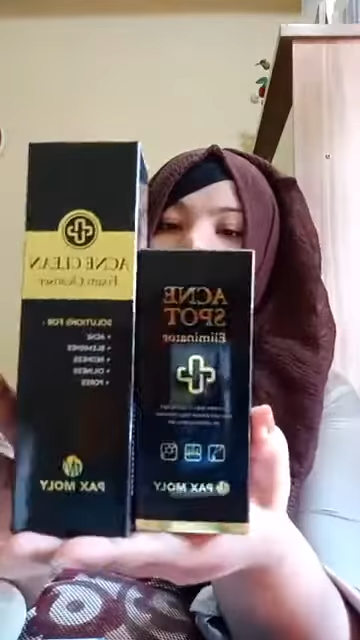 ACNE CLEAN
Foam Cleanser
SOLUTIONS FOR :
• ACNE
• BLEMISHES
• REDNESS
• OILINESS
• PORES
PAX MOLY
ACNE
SPOT
Eliminator
PAX MOLY